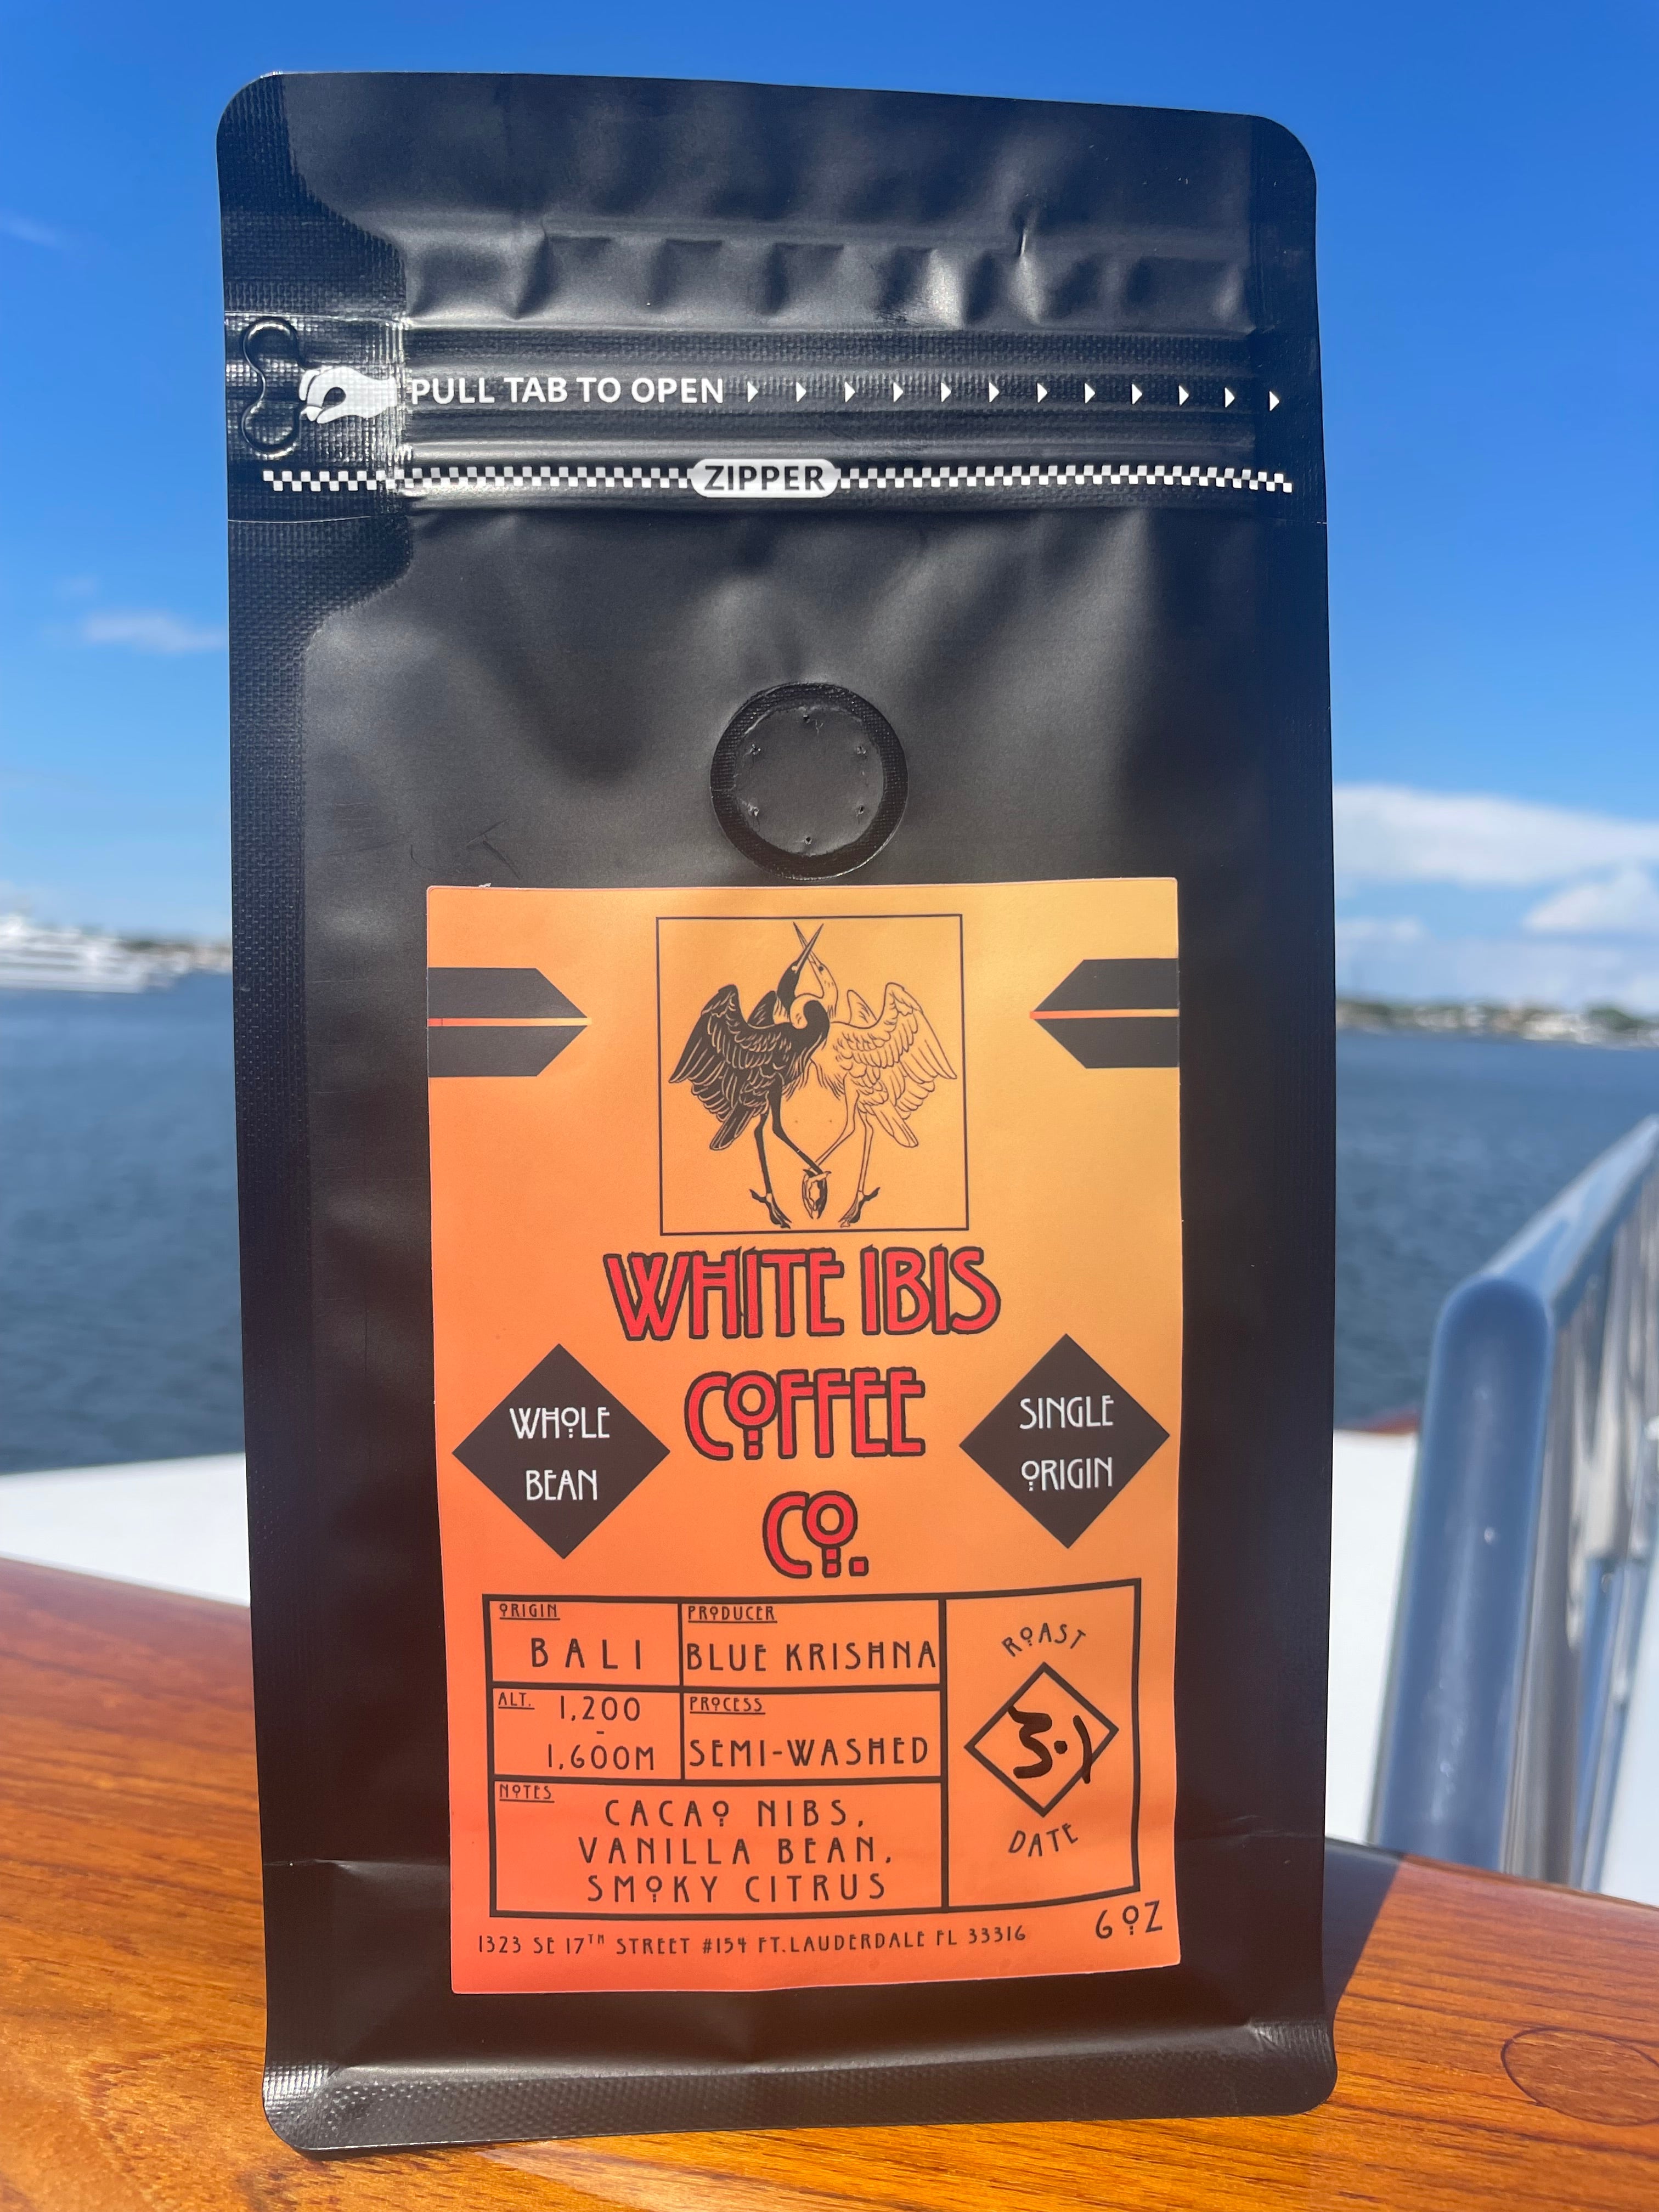 PULL TAB TO OPEN
ZIPPER
WHITE IBIS
COFFEE
CO.
WHOLE
BEAN
SINGLE
ORIGIN
ORIGIN
BALI
PRODUCER
BLUE KRISHNA
ALT. 1,200
-
1,600M
PROCESS
SEMI-WASHED
NOTES
CACAO NIBS,
VANILLA BEAN,
SMOKY CITRUS
ROAST
3.1
DATE
1323 SE 17TH STREET #154 FT.LAUDERDALE FL 33316
6 OZ